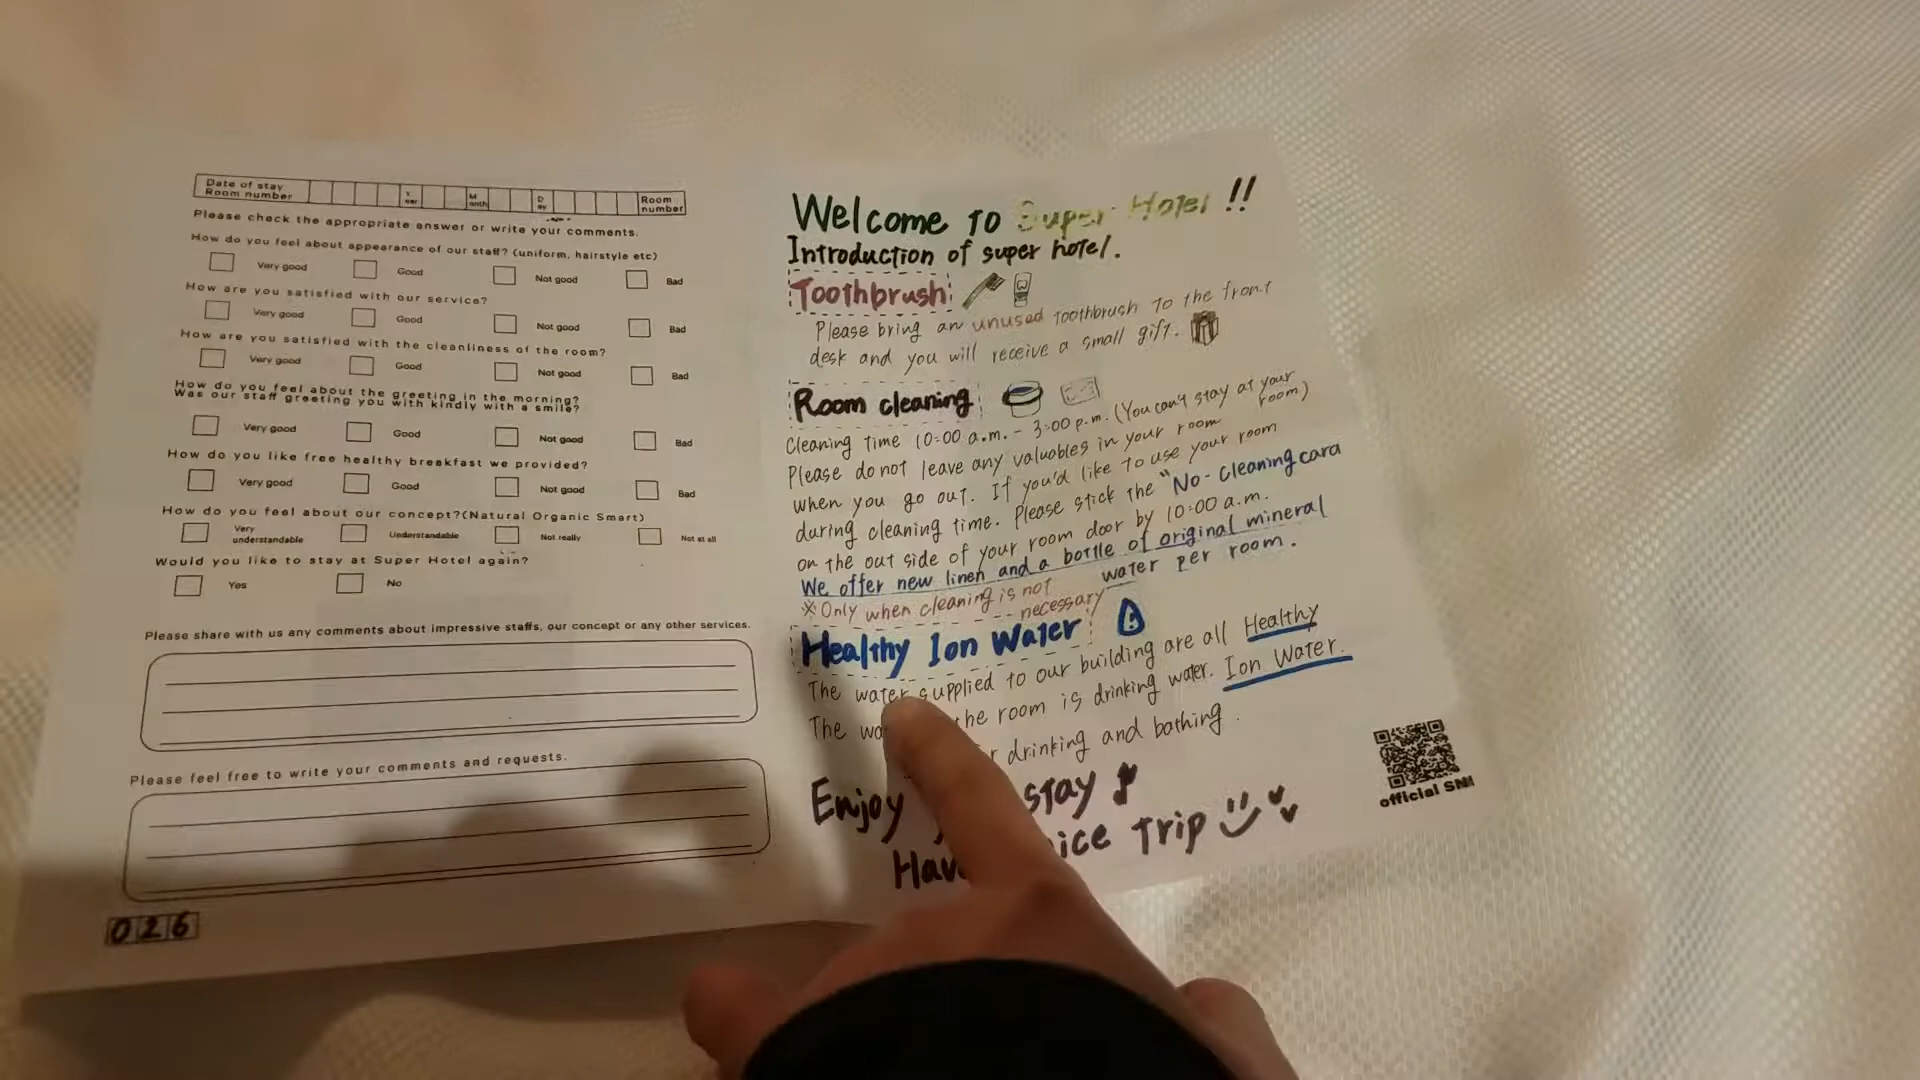 Date of stay
Room number
Y ear
M onth
D ay
Room number
Please check the appropriate answer or write your comments.
How do you feel about appearance of our staff? (uniform, hairstyle etc)
Very good Good Not good Bad
How are you satisfied with our service?
Very good Good Not good Bad
How are you satisfied with the cleanliness of the room?
Very good Good Not good Bad
How do you feel about the greeting in the morning?
Was our staff greeting you with kindly with a smile?
Very good Good Not good Bad
How do you like free healthy breakfast we provided?
Very good Good Not good Bad
How do you feel about our concept?(Natural Organic Smart)
Very understandable Understandable Not really Not at all
Would you like to stay at Super Hotel again?
Yes No
Please share with us any comments about impressive staffs, our concept or any other services.
Please feel free to write your comments and requests.
026
Welcome to Super Hotel !!
Introduction of super hotel.
Toothbrush
Please bring an unused toothbrush to the front
desk and you will receive a small gift.
Room cleaning
Cleaning time 10:00 a.m. - 3:00 p.m. (You can't stay at your room)
Please do not leave any valuables in your room
when you go out. If you'd like to use your room
during cleaning time. Please stick the "No-cleaning card
on the out side of your room door by 10:00 a.m.
We offer new linen and a bottle of original mineral
water per room.
※Only when cleaning is not necessary
Healthy Ion Water
The water supplied to our building are all Healthy
Ion Water.
The the room is drinking water.
drinking and bathing.
Enjoy stay
Trip
official SNS